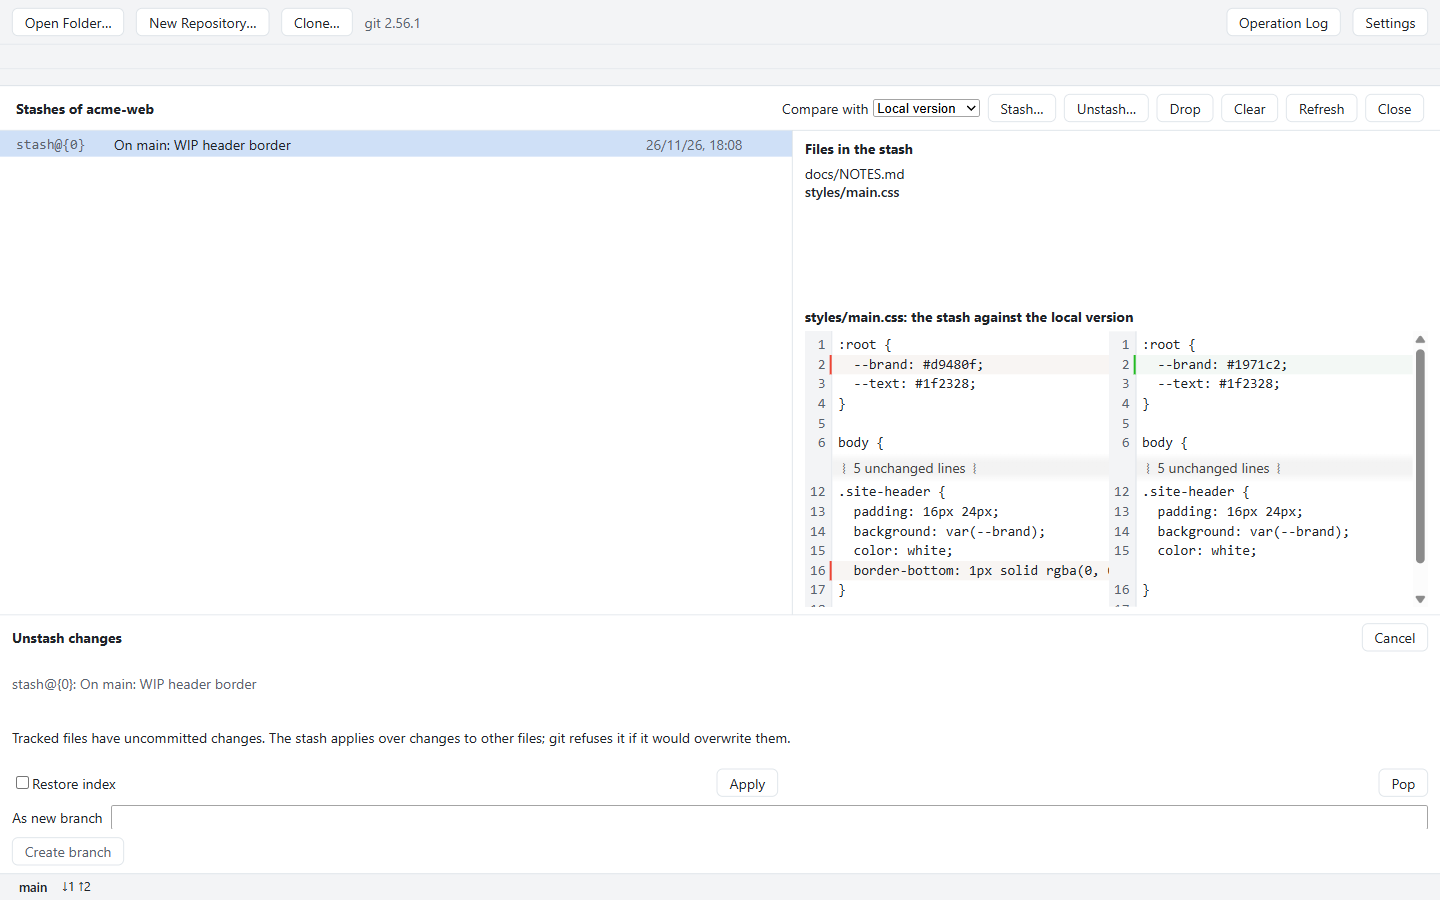 Open Folder... New Repository... Clone... git 2.56.1 Operation Log Settings
Stashes of acme-web Compare with Local version Stash... Unstash... Drop Clear Refresh Close
stash@{0} On main: WIP header border 26/11/26, 18:08
Files in the stash
docs/NOTES.md
styles/main.css
styles/main.css: the stash against the local version
1 :root { 1 :root {
2 --brand: #d9480f; 2 --brand: #1971c2;
3 --text: #1f2328; 3 --text: #1f2328;
4 } 4 }
5 5
6 body { 6 body {
5 unchanged lines 5 unchanged lines
12 .site-header { 12 .site-header {
13 padding: 16px 24px; 13 padding: 16px 24px;
14 background: var(--brand); 14 background: var(--brand);
15 color: white; 15 color: white;
16 border-bottom: 1px solid rgba(0,
17 } 16 }
Unstash changes Cancel
stash@{0}: On main: WIP header border
Tracked files have uncommitted changes. The stash applies over changes to other files; git refuses it if it would overwrite them.
Restore index Apply Pop
As new branch
Create branch
main ↓1 ↑2